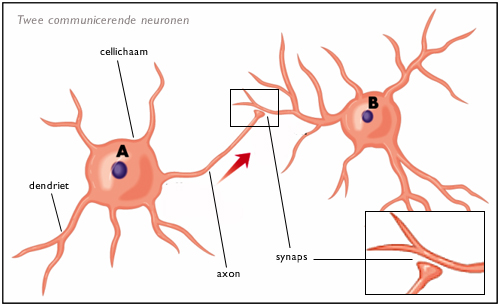 Twee communicerende neuronen
cellichaam
A
B
dendriet
synaps
axon